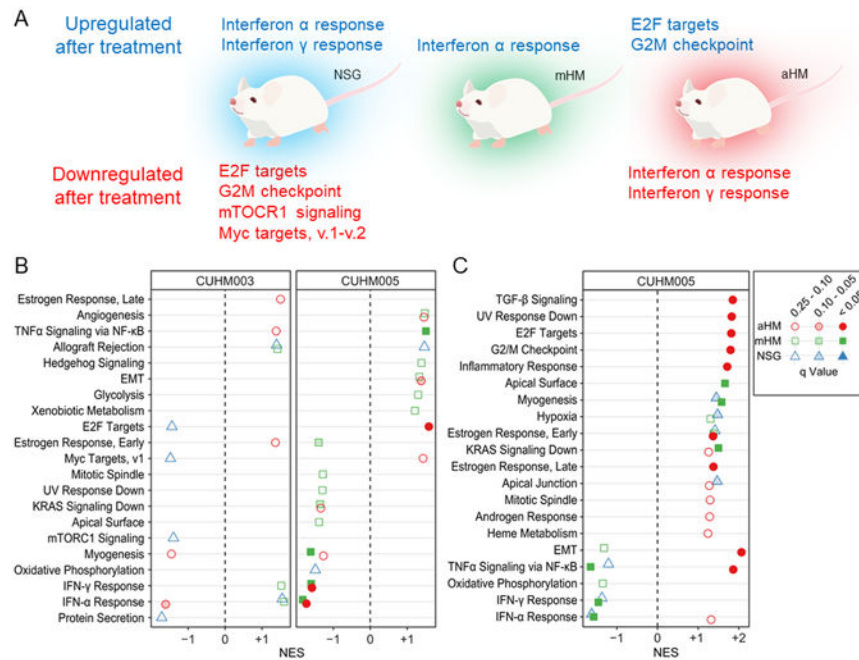 A
Upregulated
after treatment
Interferon α response
Interferon γ response
Interferon α response
E2F targets
G2M checkpoint
NSG
mHM
aHM
Downregulated
after treatment
E2F targets
G2M checkpoint
mTOCR1 signaling
Myc targets, v.1-v.2
Interferon α response
Interferon γ response
B
CUHM003
CUHM005
Estrogen Response, Late
Angiogenesis
TNFα Signaling via NF-κB
Allograft Rejection
Hedgehog Signaling
EMT
Glycolysis
Xenobiotic Metabolism
E2F Targets
Estrogen Response, Early
Myc Targets, v1
Mitotic Spindle
UV Response Down
KRAS Signaling Down
Apical Surface
mTORC1 Signaling
Myogenesis
Oxidative Phosphorylation
IFN-γ Response
IFN-α Response
Protein Secretion
−1 0 +1 −1 0 +1
NES
C
CUHM005
TGF-β Signaling
UV Response Down
E2F Targets
G2/M Checkpoint
Inflammatory Response
Apical Surface
Myogenesis
Hypoxia
Estrogen Response, Early
KRAS Signaling Down
Estrogen Response, Late
Apical Junction
Mitotic Spindle
Androgen Response
Heme Metabolism
EMT
TNFα Signaling via NF-κB
Oxidative Phosphorylation
IFN-γ Response
IFN-α Response
−1 0 +1 +2
NES
0.25 - 0.10
0.10 - 0.05
< 0.05
aHM
mHM
NSG
q Value